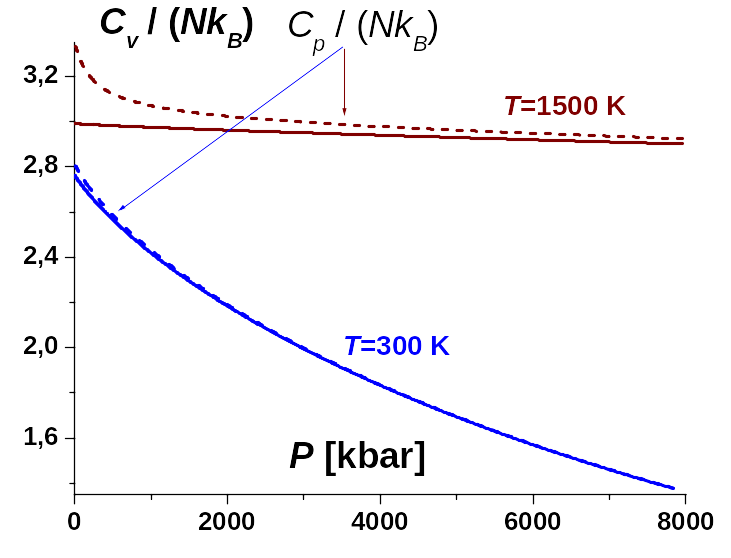 Cv / (NkB) Cp / (NkB)
3,2
T=1500 K
2,8
2,4
2,0
T=300 K
1,6
P [kbar]
0 2000 4000 6000 8000